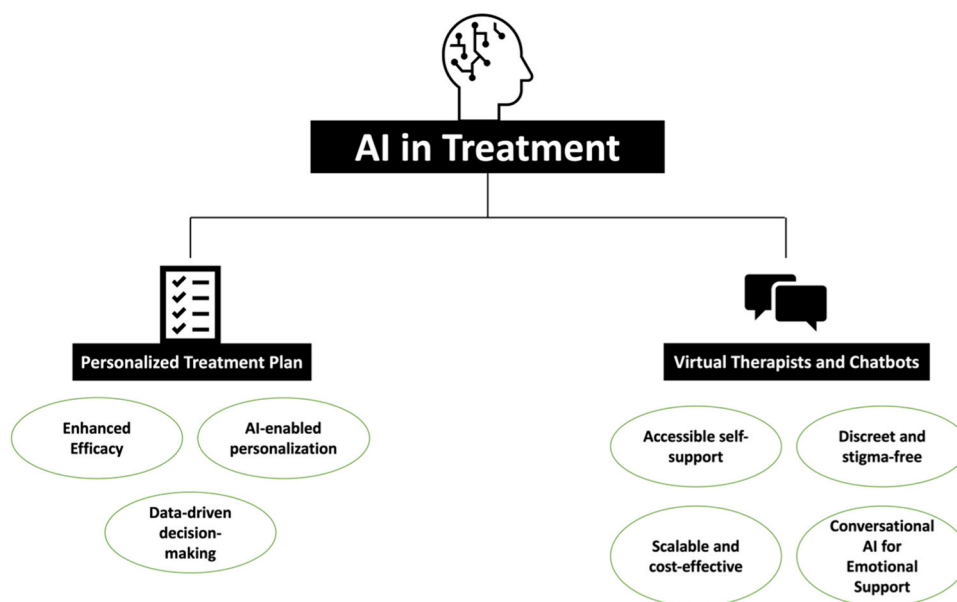 AI in Treatment
Personalized Treatment Plan
Enhanced
Efficacy
AI-enabled
personalization
Data-driven
decision-
making
Virtual Therapists and Chatbots
Accessible self-
support
Discreet and
stigma-free
Scalable and
cost-effective
Conversational
AI for
Emotional
Support